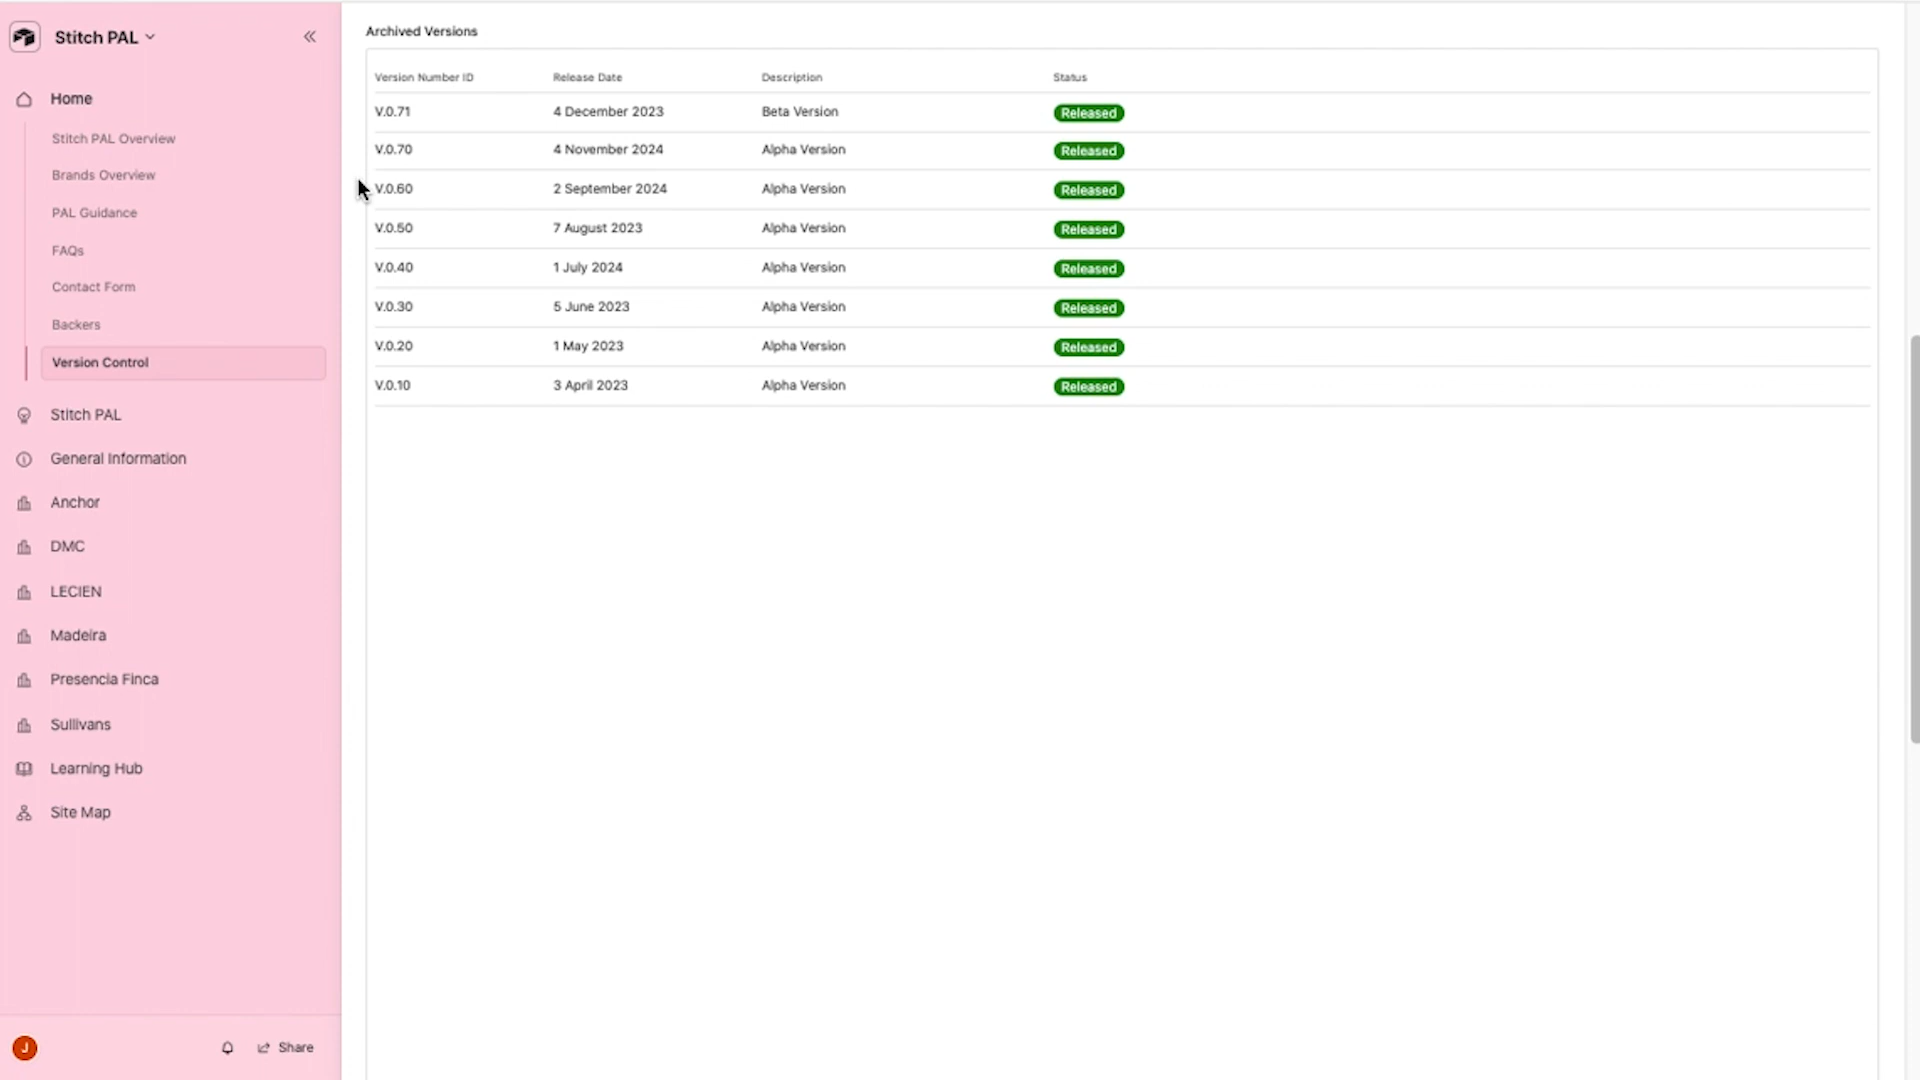 Stitch PAL
Home
Stitch PAL Overview
Brands Overview
PAL Guidance
FAQs
Contact Form
Backers
Version Control
Stitch PAL
General Information
Anchor
DMC
LECIEN
Madeira
Presencia Finca
Sullivans
Learning Hub
Site Map
J
Share
Archived Versions
Version Number ID Release Date Description Status
V.0.71 4 December 2023 Beta Version Released
V.0.70 4 November 2024 Alpha Version Released
V.0.60 2 September 2024 Alpha Version Released
V.0.50 7 August 2023 Alpha Version Released
V.0.40 1 July 2024 Alpha Version Released
V.0.30 5 June 2023 Alpha Version Released
V.0.20 1 May 2023 Alpha Version Released
V.0.10 3 April 2023 Alpha Version Released